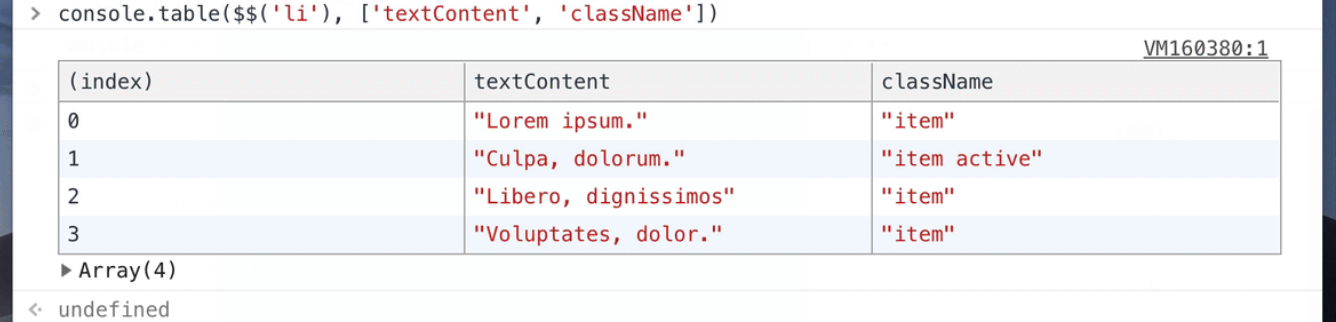 > console.table($$('li'), ['textContent', 'className'])
VM160380:1
(index) textContent className
0 "Lorem ipsum." "item"
1 "Culpa, dolorum." "item active"
2 "Libero, dignissimos" "item"
3 "Voluptates, dolor." "item"
▶ Array(4)
undefined